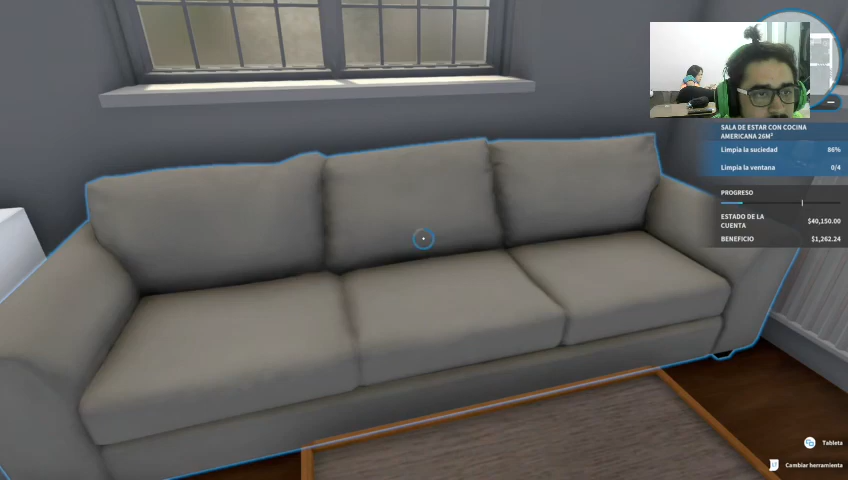 SALA DE ESTAR CON COCINA
AMERICANA 26M²
Limpia la suciedad 86%
Limpia la ventana 0/4
PROGRESO
ESTADO DE LA
CUENTA $40,150.00
BENEFICIO $1,262.24
Tableta
Cambiar herramienta